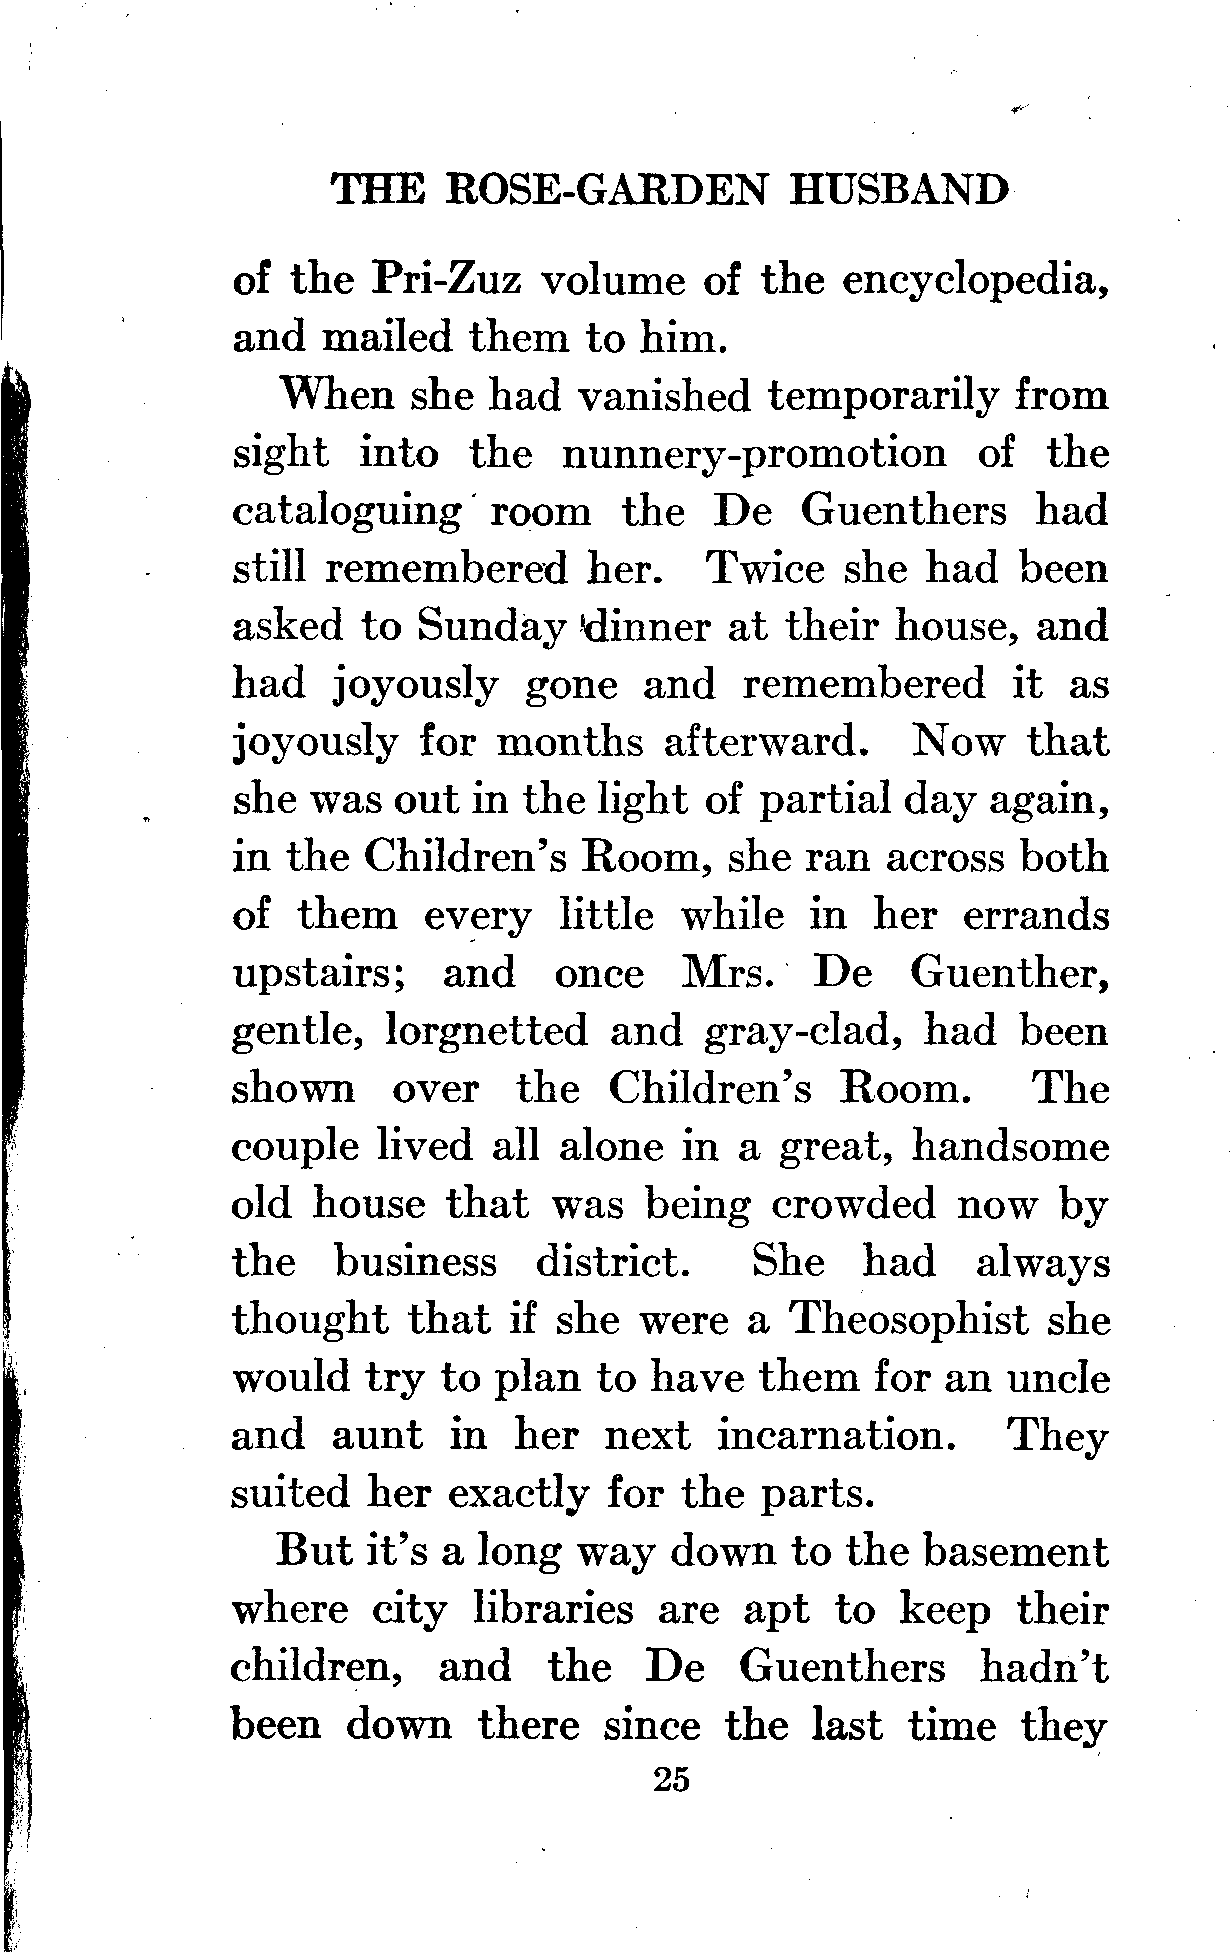 THE ROSE-GARDEN HUSBAND
of the Pri-Zuz volume of the encyclopedia,
and mailed them to him.
When she had vanished temporarily from
sight into the nunnery-promotion of the
cataloguing room the De Guenthers had
still remembered her. Twice she had been
asked to Sunday dinner at their house, and
had joyously gone and remembered it as
joyously for months afterward. Now that
she was out in the light of partial day again,
in the Children's Room, she ran across both
of them every little while in her errands
upstairs; and once Mrs. De Guenther,
gentle, lorgnetted and gray-clad, had been
shown over the Children's Room. The
couple lived all alone in a great, handsome
old house that was being crowded now by
the business district. She had always
thought that if she were a Theosophist she
would try to plan to have them for an uncle
and aunt in her next incarnation. They
suited her exactly for the parts.
But it's a long way down to the basement
where city libraries are apt to keep their
children, and the De Guenthers hadn't
been down there since the last time they
25